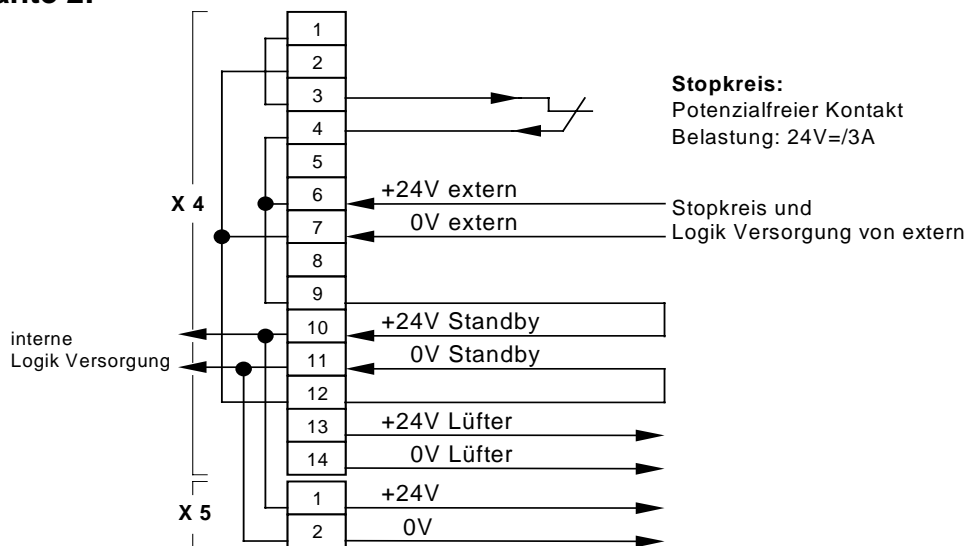 1
2
3
Stopkreis:
Potenzialfreier Kontakt
Belastung: 24V=/3A
4
5
X 4
6
+24V extern
Stopkreis und
Logik Versorgung von extern
7
0V extern
8
9
interne
Logik Versorgung
10
+24V Standby
11
0V Standby
12
13
+24V Lüfter
14
0V Lüfter
X 5
1
+24V
2
0V